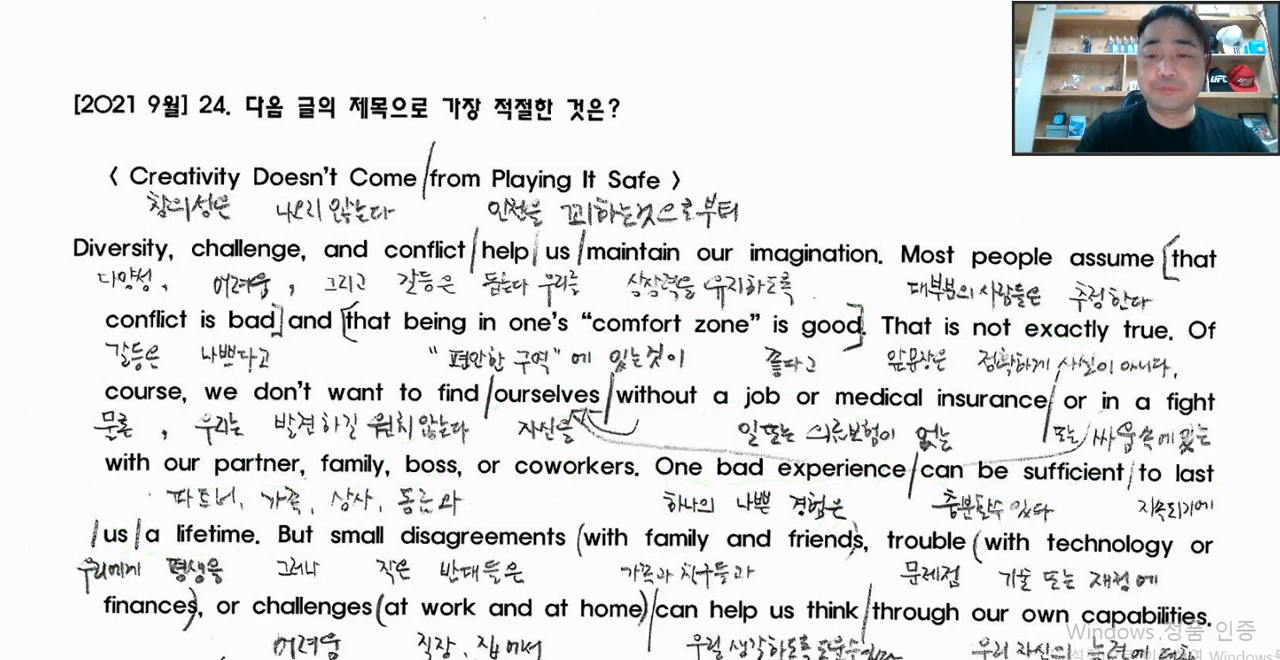 [2021 9월] 24. 다음 글의 제목으로 가장 적절한 것은?
< Creativity Doesn't Come / from Playing It Safe >
창의성은 나오지 않는다 안전을 꾀하는것으로부터
Diversity, challenge, and conflict / help / us / maintain our imagination. Most people assume [that
다양성, 어려움, 그리고 갈등은 돕는다 우리를 상상력을 유지하도록 대부분의 사람들은 추정한다
conflict is bad] and [that being in one's “comfort zone” is good]. That is not exactly true. Of
갈등은 나쁘다고 “편안한 구역”에 있는것이 좋다고 앞문장은 정확하게 사실이 아니다.
course, we don't want to find / ourselves / without a job or medical insurance / or in a fight
물론, 우리는 발견하길 원치않는다 자신을 일 또는 의료보험이 없는 또는 싸움 속에 있는
with our partner, family, boss, or coworkers. One bad experience / can be sufficient / to last
파트너, 가족, 상사, 동료와 하나의 나쁜 경험은 충분할수 있다 지속되기에
/ us / a lifetime. But small disagreements (with family and friends), trouble (with technology or
우리에게 평생을 그러나 작은 반대들은 가족과 친구들과 문제점 기술 또는 재정에
finances), or challenges (at work and at home) / can help us think / through our own capabilities.
어려움 직장, 집에서 우릴 생각하도록 우리 자신의
Windows 정품 인증
UFC